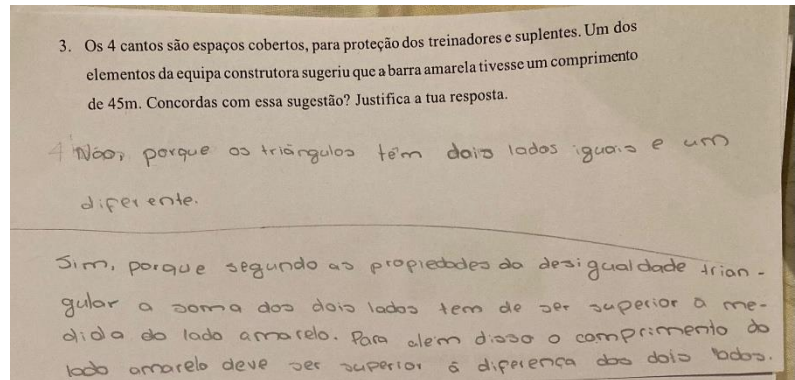 3. Os 4 cantos são espaços cobertos, para proteção dos treinadores e suplentes. Um dos
elementos da equipa construtora sugeriu que a barra amarela tivesse um comprimento
de 45m. Concordas com essa sugestão? Justifica a tua resposta.
Não, porque os triângulos têm dois lados iguais e um
diferente.
Sim, porque segundo as propiedades da desigualdade trian-
gular a soma dos dois lados tem de ser superior à me-
dida do lado amarelo. Para alem disso o comprimento do
lado amarelo deve ser superior à diferença dos dois lados.